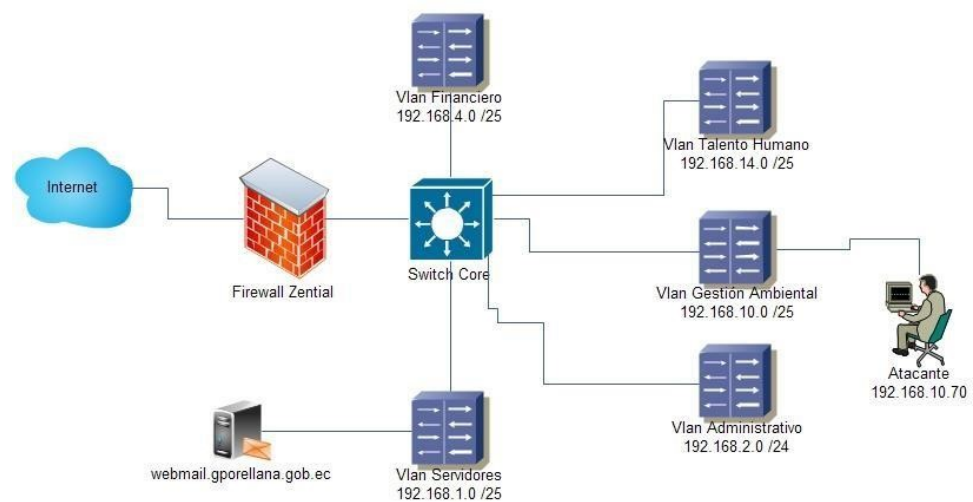 Vlan Financiero
192.168.4.0 /25
Vlan Talento Humano
192.168.14.0 /25
Internet
Firewall Zential
Switch Core
Vlan Gestión Ambiental
192.168.10.0 /25
Atacante
192.168.10.70
Vlan Administrativo
192.168.2.0 /24
webmail.gporellana.gob.ec
Vlan Servidores
192.168.1.0 /25